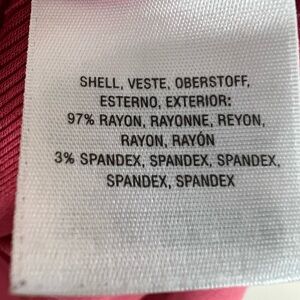 SHELL, VESTE, OBERSTOFF,
ESTERNO, EXTERIOR:
97% RAYON, RAYONNE, REYON,
RAYON, RAYÓN
3% SPANDEX, SPANDEX, SPANDEX,
SPANDEX, SPANDEX